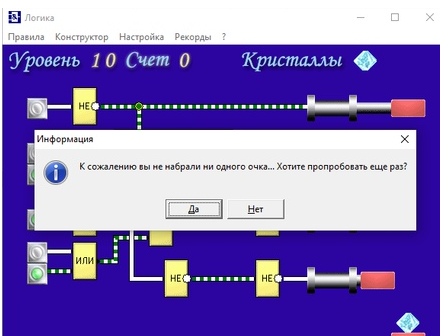 Логика
Правила Конструктор Настройка Рекорды ?
Уровень 10 Счет 0 Кристаллы
НЕ
Информация
К сожалению вы не набрали ни одного очка... Хотите пропробовать еще раз?
Да Нет
ИЛИ
НЕ НЕ